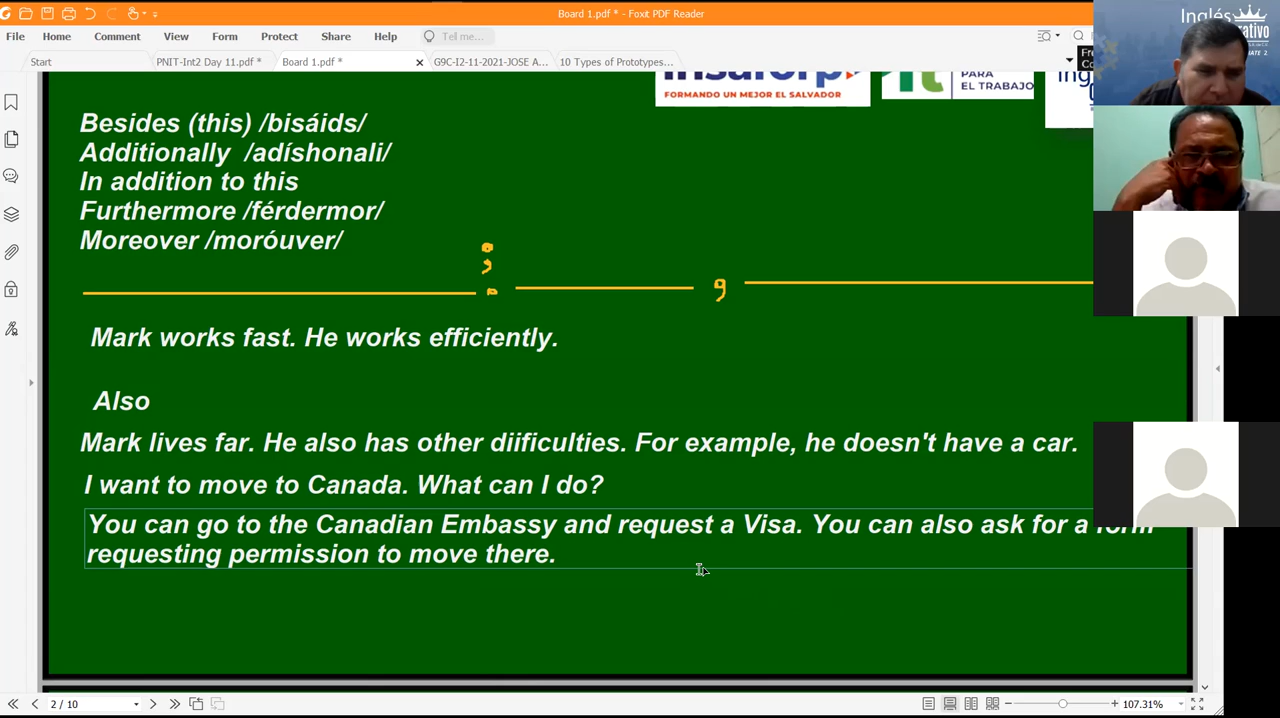 Board 1.pdf * - Foxit PDF Reader
File Home Comment View Form Protect Share Help Tell me...
Start PNIT-Int2 Day 11.pdf * Board 1.pdf * G9C-I2-11-2021-JOSE A... 10 Types of Prototypes...
Inglés
FORMANDO UN MEJOR EL SALVADOR
PARA
EL TRABAJO
Besides (this) /bisáids/
Additionally /adíshonali/
In addition to this
Furthermore /férdermor/
Moreover /moróuver/
Mark works fast. He works efficiently.
Also
Mark lives far. He also has other diificulties. For example, he doesn't have a car.
I want to move to Canada. What can I do?
You can go to the Canadian Embassy and request a Visa. You can also ask for a form
requesting permission to move there.
2 / 10
107.31%